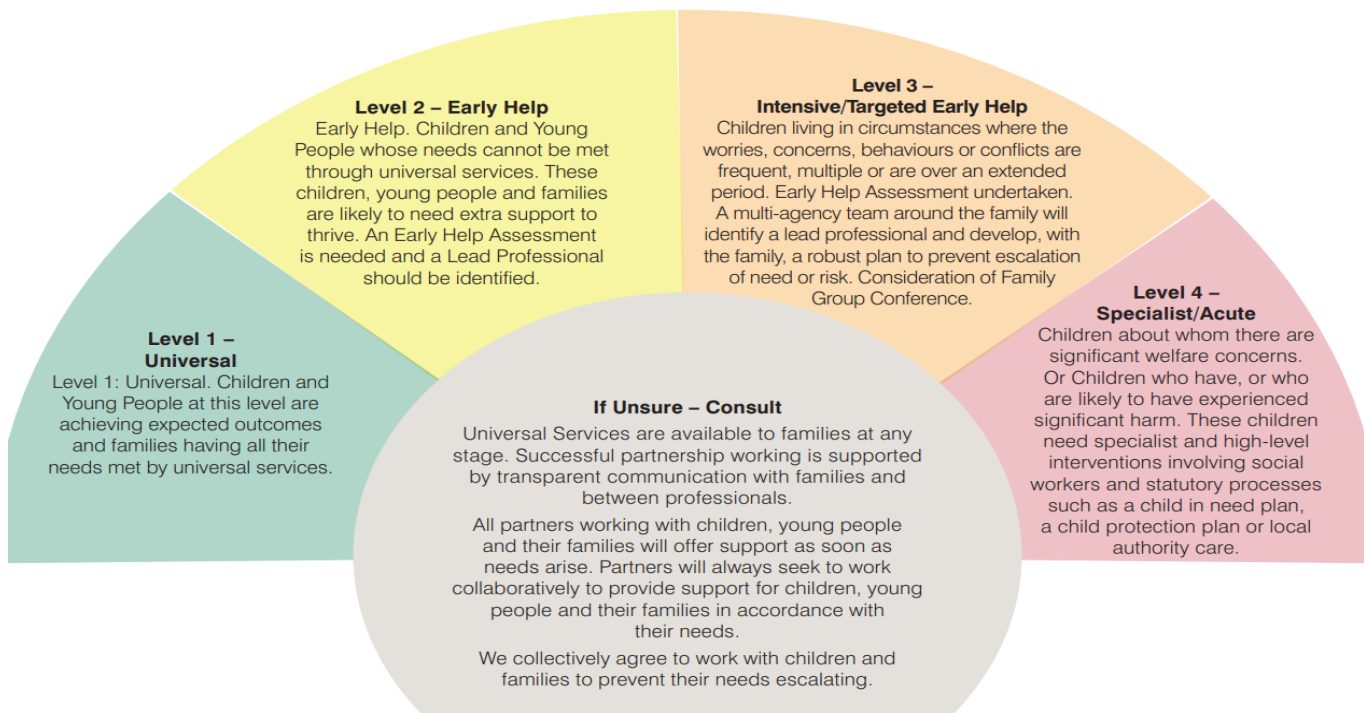 Level 1 –
Universal
Level 1: Universal. Children and
Young People at this level are
achieving expected outcomes
and families having all their
needs met by universal services.
Level 2 – Early Help
Early Help. Children and Young
People whose needs cannot be met
through universal services. These
children, young people and families
are likely to need extra support to
thrive. An Early Help Assessment
is needed and a Lead Professional
should be identified.
Level 3 –
Intensive/Targeted Early Help
Children living in circumstances where the
worries, concerns, behaviours or conflicts are
frequent, multiple or are over an extended
period. Early Help Assessment undertaken.
A multi-agency team around the family will
identify a lead professional and develop, with
the family, a robust plan to prevent escalation
of need or risk. Consideration of Family
Group Conference.
Level 4 –
Specialist/Acute
Children about whom there are
significant welfare concerns.
Or Children who have, or who
are likely to have experienced
significant harm. These children
need specialist and high-level
interventions involving social
workers and statutory processes
such as a child in need plan,
a child protection plan or local
authority care.
If Unsure – Consult
Universal Services are available to families at any
stage. Successful partnership working is supported
by transparent communication with families and
between professionals.
All partners working with children, young people
and their families will offer support as soon as
needs arise. Partners will always seek to work
collaboratively to provide support for children, young
people and their families in accordance with
their needs.
We collectively agree to work with children and
families to prevent their needs escalating.